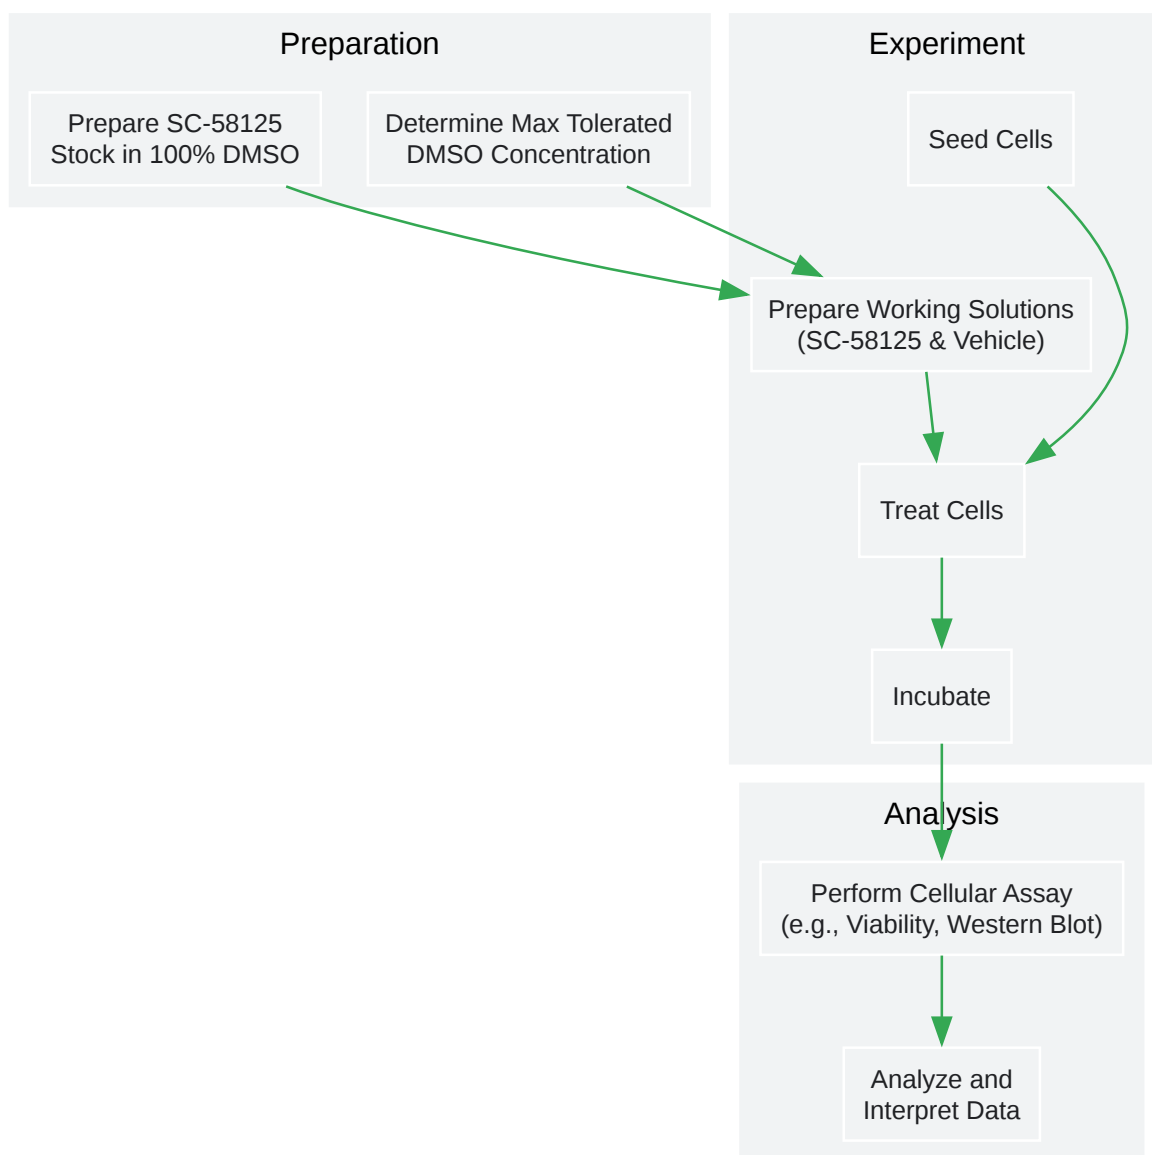 Preparation
Prepare SC-58125
Stock in 100% DMSO
Determine Max Tolerated
DMSO Concentration
Experiment
Seed Cells
Prepare Working Solutions
(SC-58125 & Vehicle)
Treat Cells
Incubate
Analysis
Perform Cellular Assay
(e.g., Viability, Western Blot)
Analyze and
Interpret Data